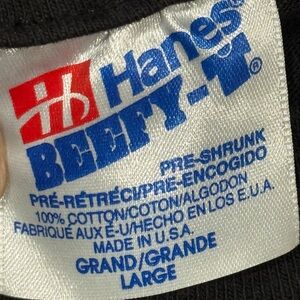 Hanes®
BEEFY-T®
PRE-SHRUNK
PRÉ-RÉTRÉCI/PRE-ENCOGIDO
100% COTTON/COTON/ALGODON
FABRIQUÉ AUX É-U/HECHO EN LOS E.U.A.
MADE IN U.S.A.
GRAND/GRANDE
LARGE